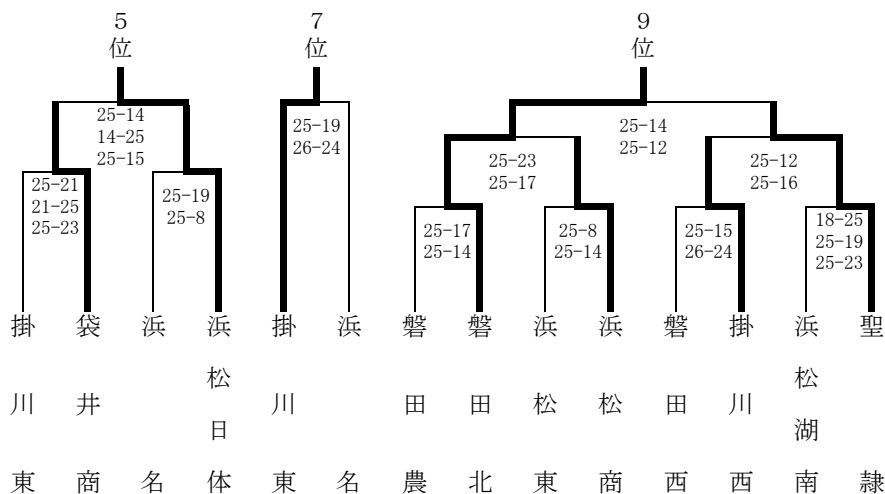 5位
7位
9位
25-14
14-25
25-15
25-19
26-24
25-14
25-12
25-23
25-17
25-12
25-16
25-21
21-25
25-23
25-19
25-8
25-17
25-14
25-8
25-14
25-15
26-24
18-25
25-19
25-23
掛川東
袋井商
浜名
浜松日体
掛川東
浜名
磐田農
磐田北
浜松東
浜松商
磐田西
掛川西
浜松湖南
聖隷